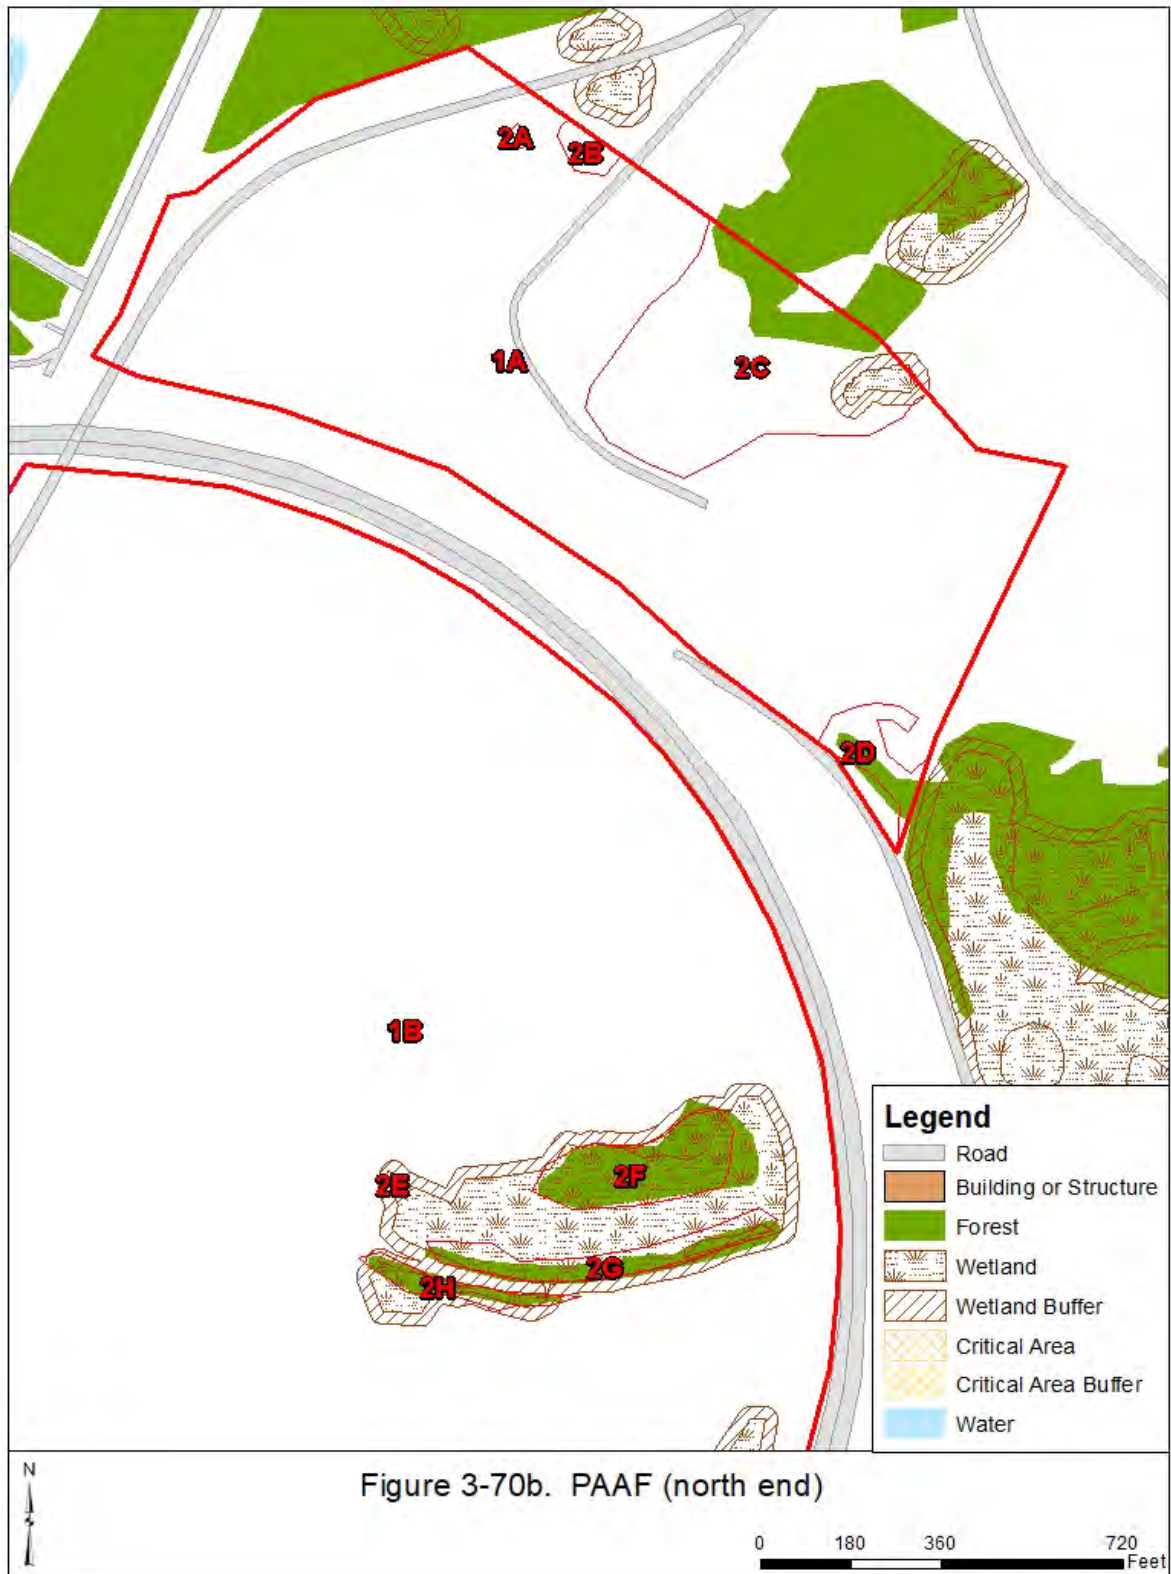 2A
2B
1A
2C
2D
1B
2E
2F
2G
2H
Legend
Road
Building or Structure
Forest
Wetland
Wetland Buffer
Critical Area
Critical Area Buffer
Water
N
Figure 3-70b. PAAF (north end)
0 180 360 720
Feet